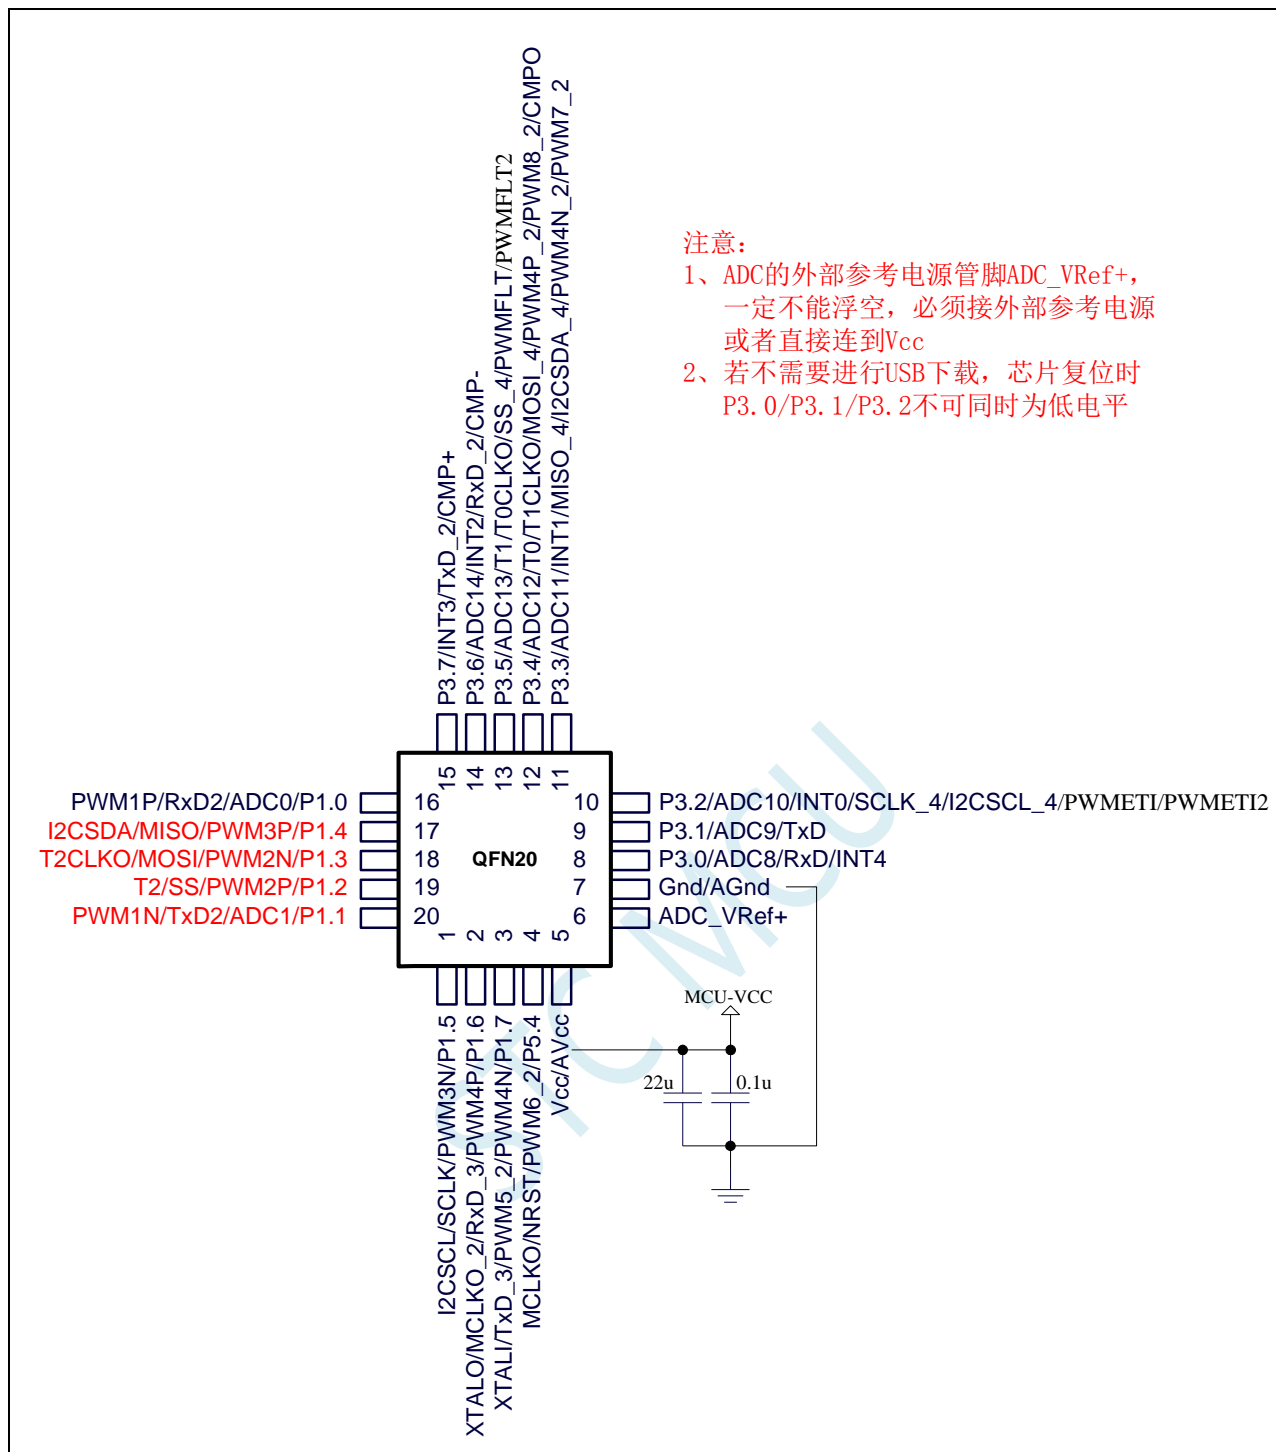 P3.7/INT3/TxD_2/CMP+
P3.6/ADC14/INT2/RxD_2/CMP-
P3.5/ADC13/T1/T0CLKO/SS_4/PWMFLT/PWMFLT2
P3.4/ADC12/T0/T1CLKO/MOSI_4/PWM4P_2/PWM8_2/CMPO
P3.3/ADC11/INT1/MISO_4/I2CSDA_4/PWM4N_2/PWM7_2
注意：
1、ADC的外部参考电源管脚ADC_VRef+，
一定不能浮空，必须接外部参考电源
或者直接连到Vcc
2、若不需要进行USB下载，芯片复位时
P3.0/P3.1/P3.2不可同时为低电平
15 14 13 12 11
PWM1P/RxD2/ADC0/P1.0 16
I2CSDA/MISO/PWM3P/P1.4 17
T2CLKO/MOSI/PWM2N/P1.3 18
T2/SS/PWM2P/P1.2 19
PWM1N/TxD2/ADC1/P1.1 20
QFN20
10 P3.2/ADC10/INT0/SCLK_4/I2CSCL_4/PWMETI/PWMETI2
9 P3.1/ADC9/TxD
8 P3.0/ADC8/RxD/INT4
7 Gnd/AGnd
6 ADC_VRef+
1 2 3 4 5
I2CSCL/SCLK/PWM3N/P1.5
XTALO/MCLKO_2/RxD_3/PWM4P/P1.6
XTALI/TxD_3/PWM5_2/PWM4N/P1.7
MCLKO/NRST/PWM6_2/P5.4
Vcc/AVcc
MCU-VCC
22u
0.1u
STC MCU